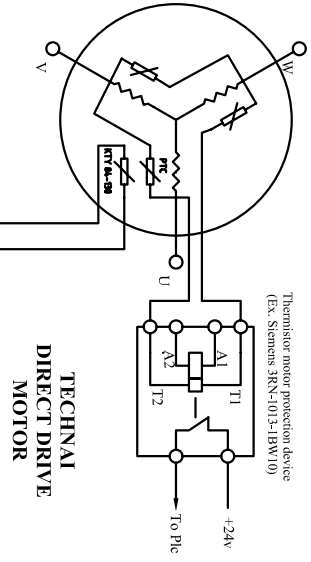 W
V
U
PTC
KTY 84-130
Thermistor motor protection device
(Ex. Siemens 3RN-1013-1BW10)
T1
A1
A2
T2
+24v
To Plc
TECHNAI
DIRECT DRIVE
MOTOR